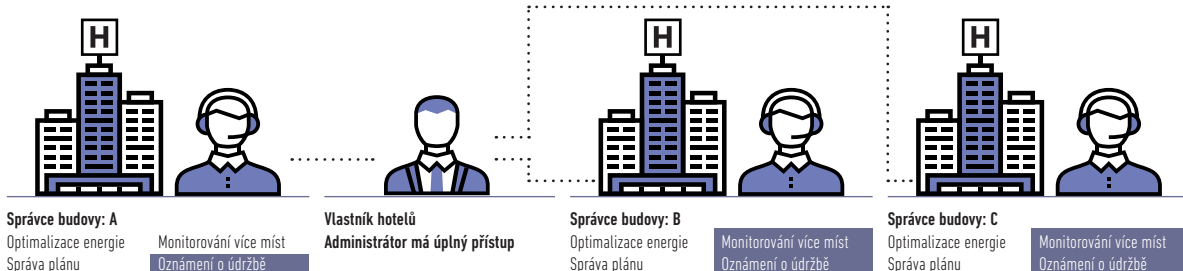 H
H
H
Správce budovy: A
Optimalizace energie
Správa plánu
Monitorování více míst
Oznámení o údržbě
Vlastník hotelů
Administrátor má úplný přístup
Správce budovy: B
Optimalizace energie
Správa plánu
Monitorování více míst
Oznámení o údržbě
Správce budovy: C
Optimalizace energie
Správa plánu
Monitorování více míst
Oznámení o údržbě